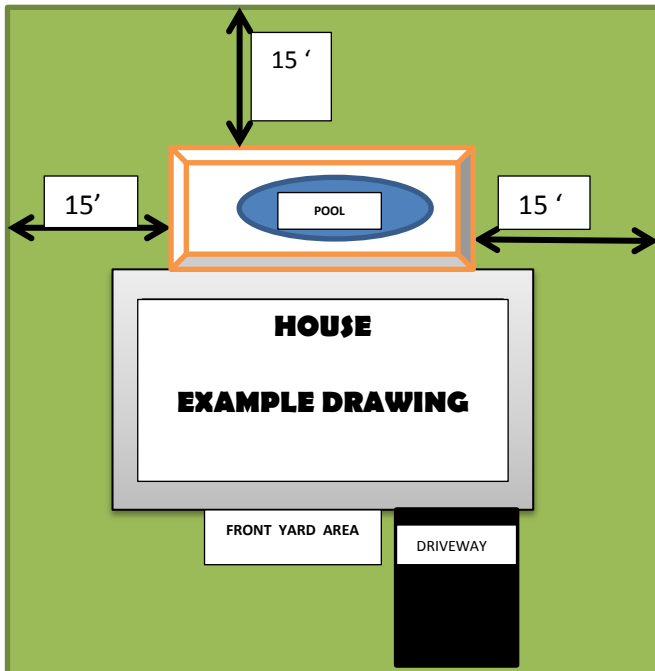 15 ‘
15’
POOL
15 ‘
HOUSE
EXAMPLE DRAWING
FRONT YARD AREA
DRIVEWAY